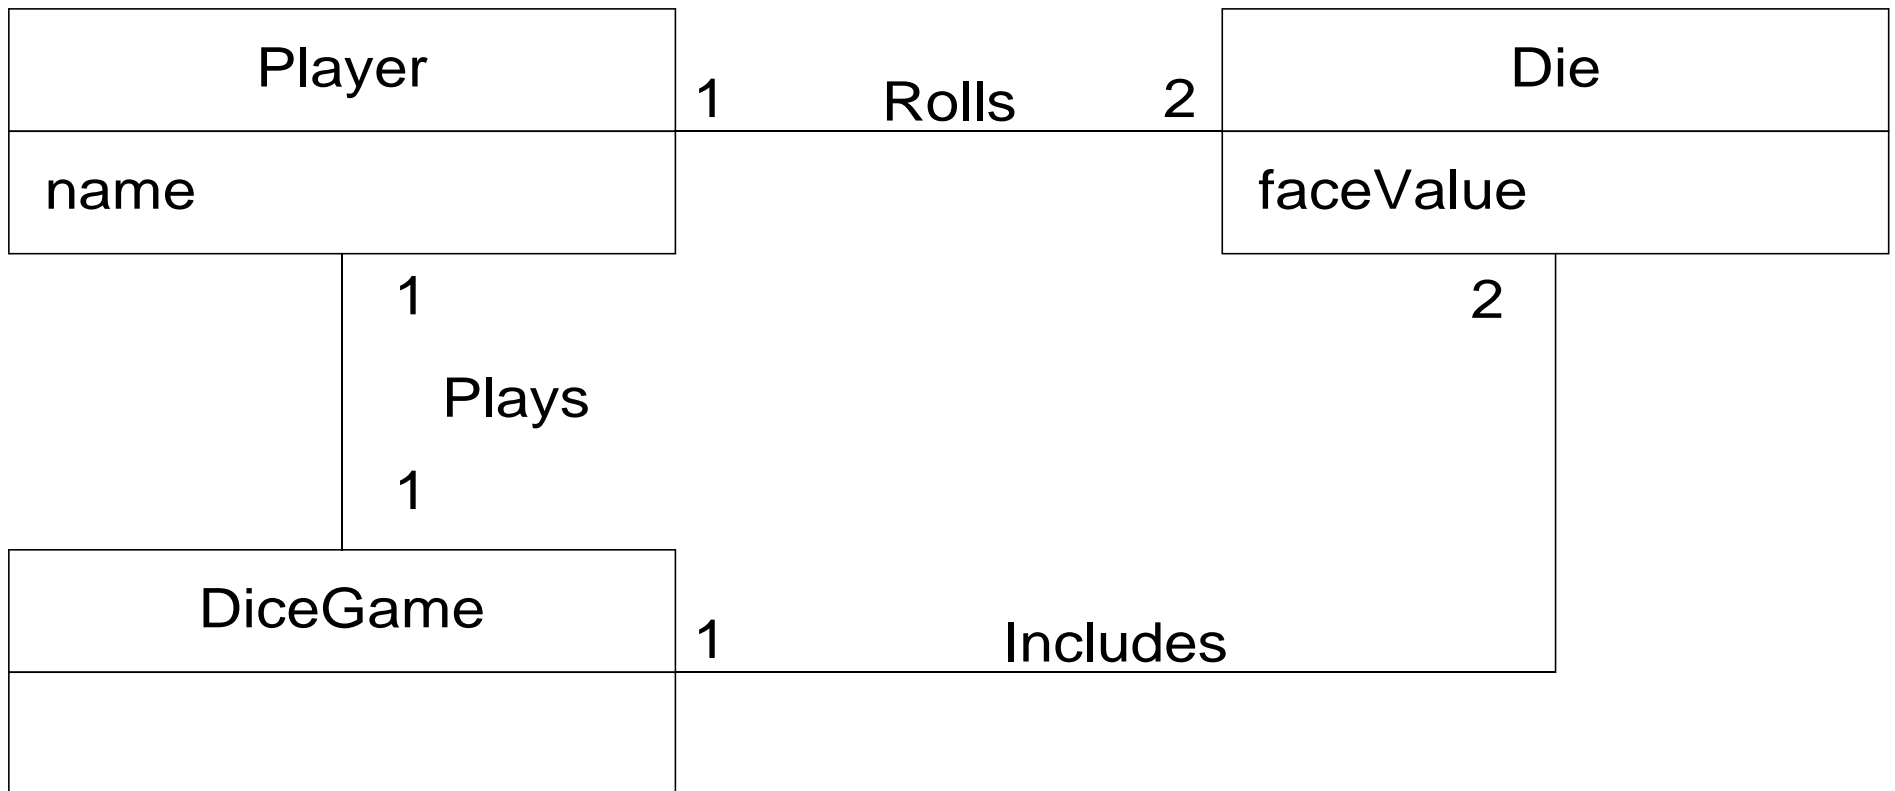 Player
Die
1 Rolls 2
name
faceValue
1
2
Plays
1
DiceGame
1 Includes